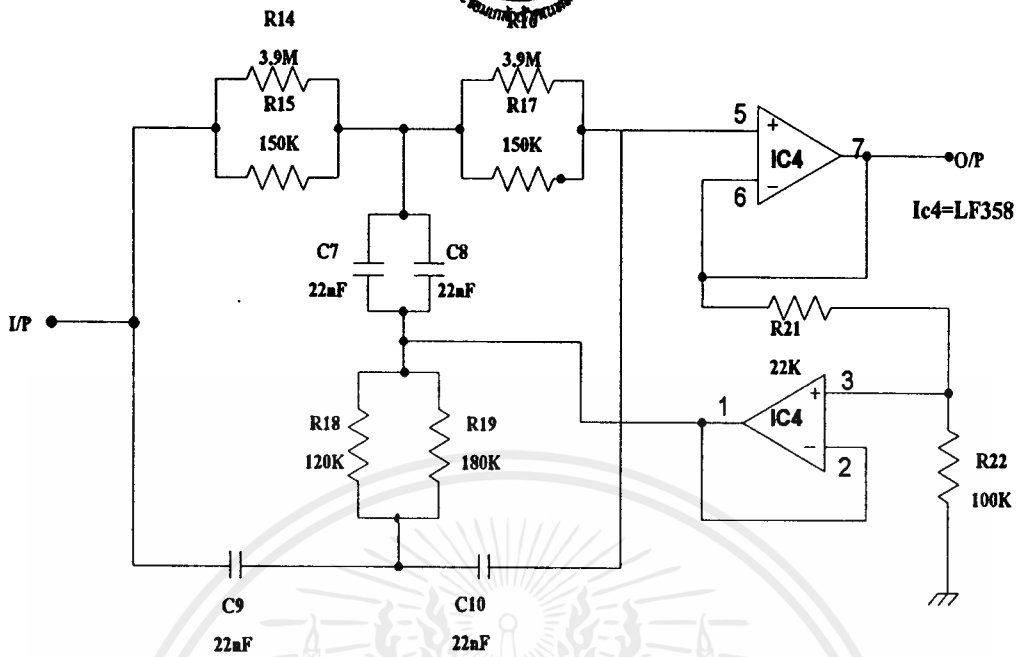 R14
R16
3.9M
3.9M
R15
R17
150K
150K
5
+
IC4
7
O/P
6
−
Ic4=LF358
C7
C8
22nF
22nF
I/P
R21
22K
3
1
IC4
+
−
2
R18
R19
120K
180K
R22
100K
C9
C10
22nF
22nF